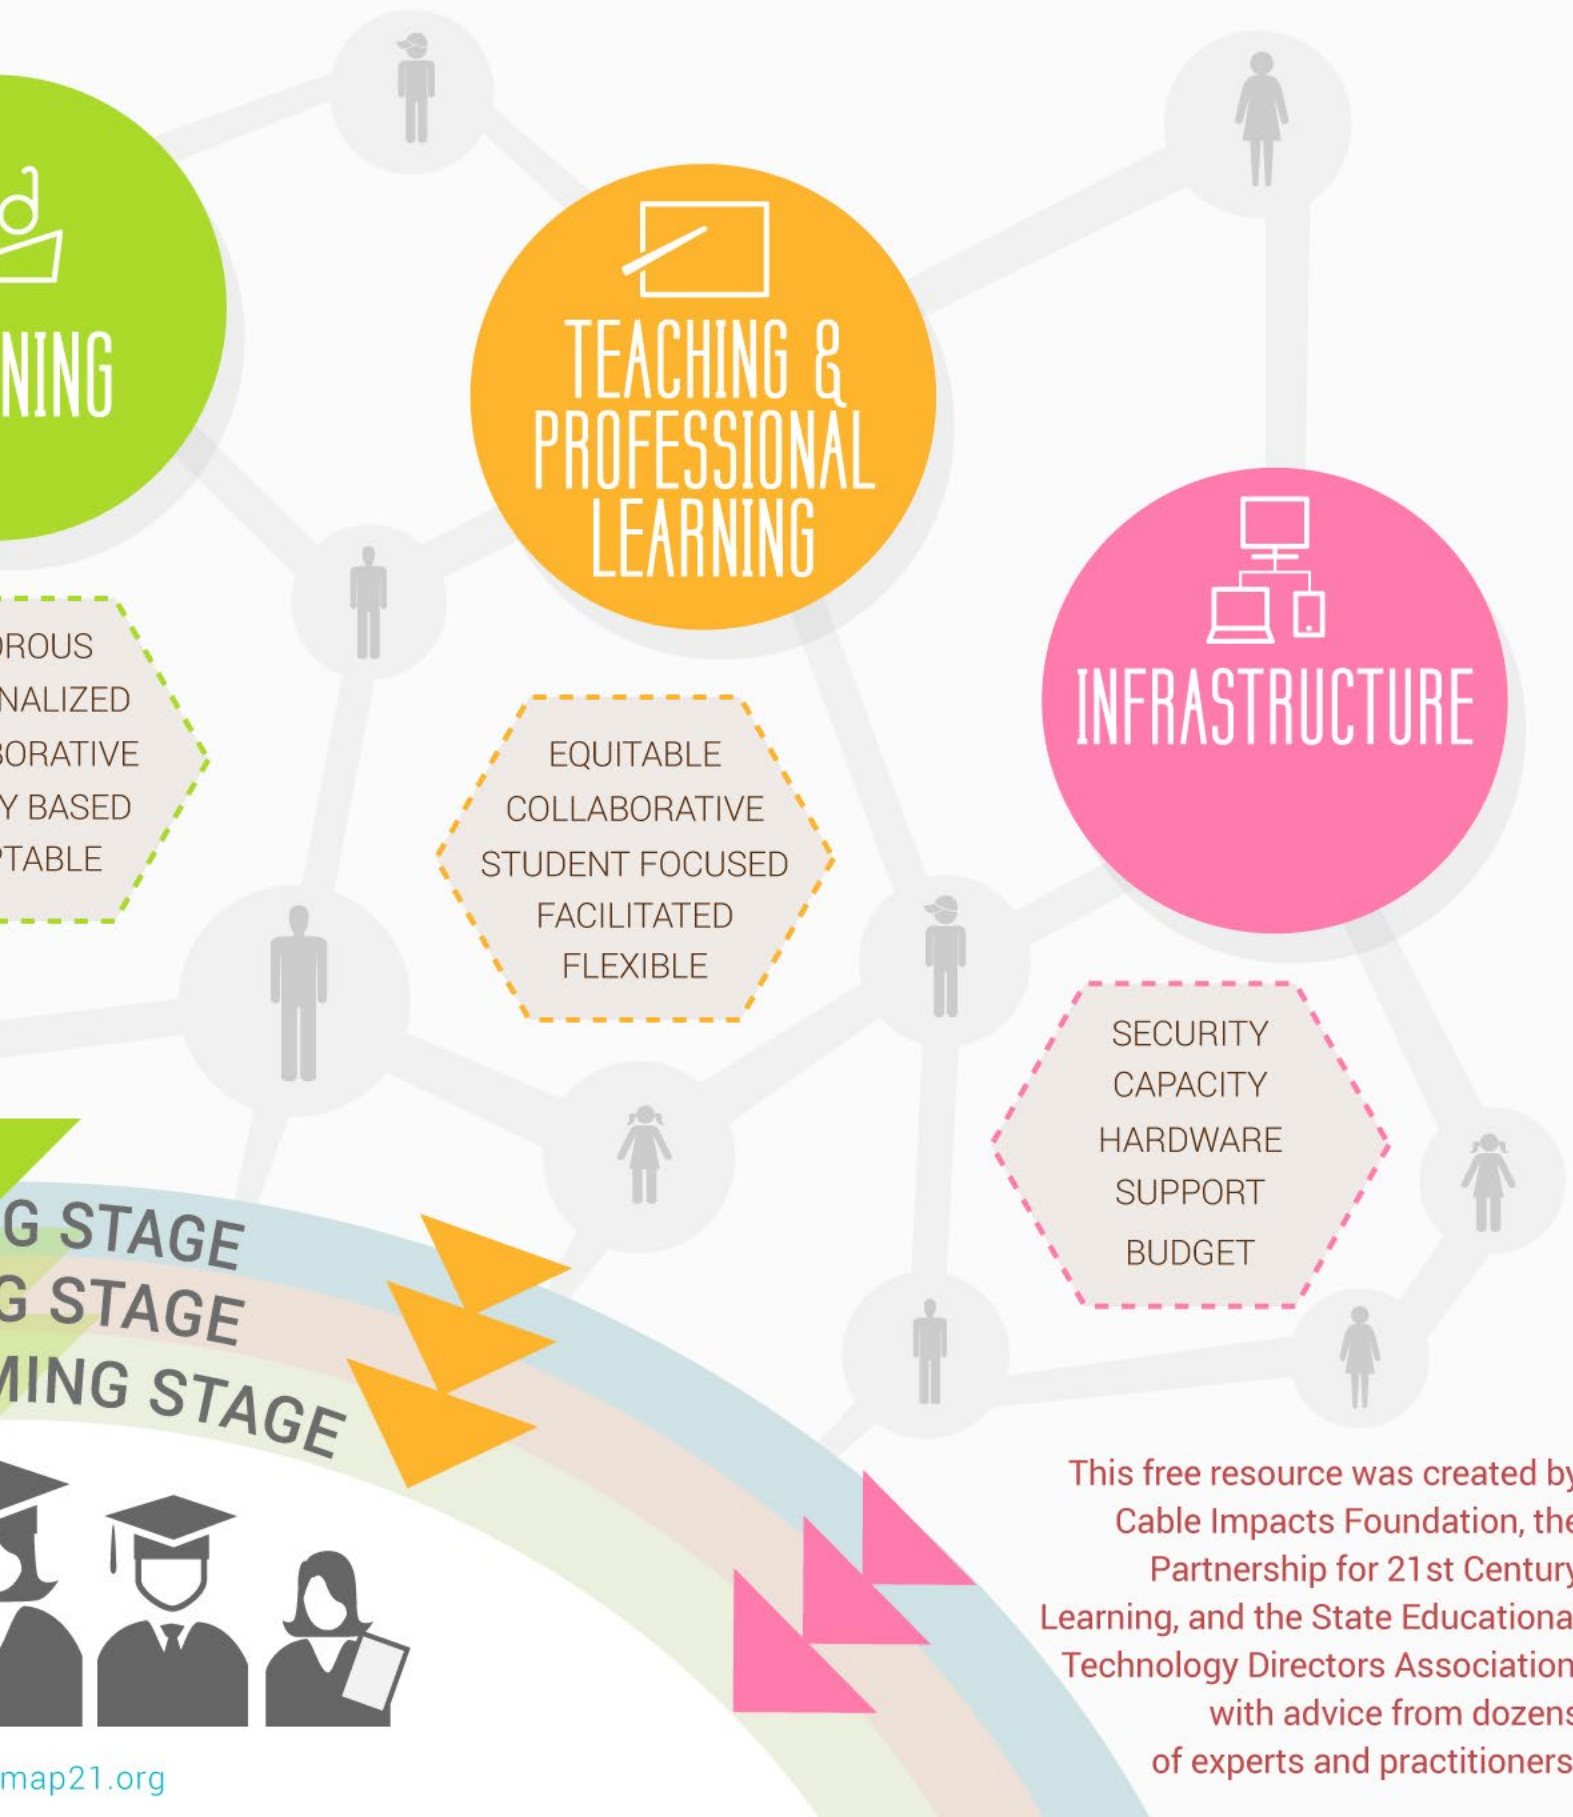 NING
TEACHING &
PROFESSIONAL
LEARNING
INFRASTRUCTURE
ROUS
NALIZED
BORATIVE
Y BASED
PTABLE
EQUITABLE
COLLABORATIVE
STUDENT FOCUSED
FACILITATED
FLEXIBLE
SECURITY
CAPACITY
HARDWARE
SUPPORT
BUDGET
G STAGE
G STAGE
MING STAGE
This free resource was created by
Cable Impacts Foundation, the
Partnership for 21st Century
Learning, and the State Educational
Technology Directors Association
with advice from dozens
of experts and practitioners
map21.org